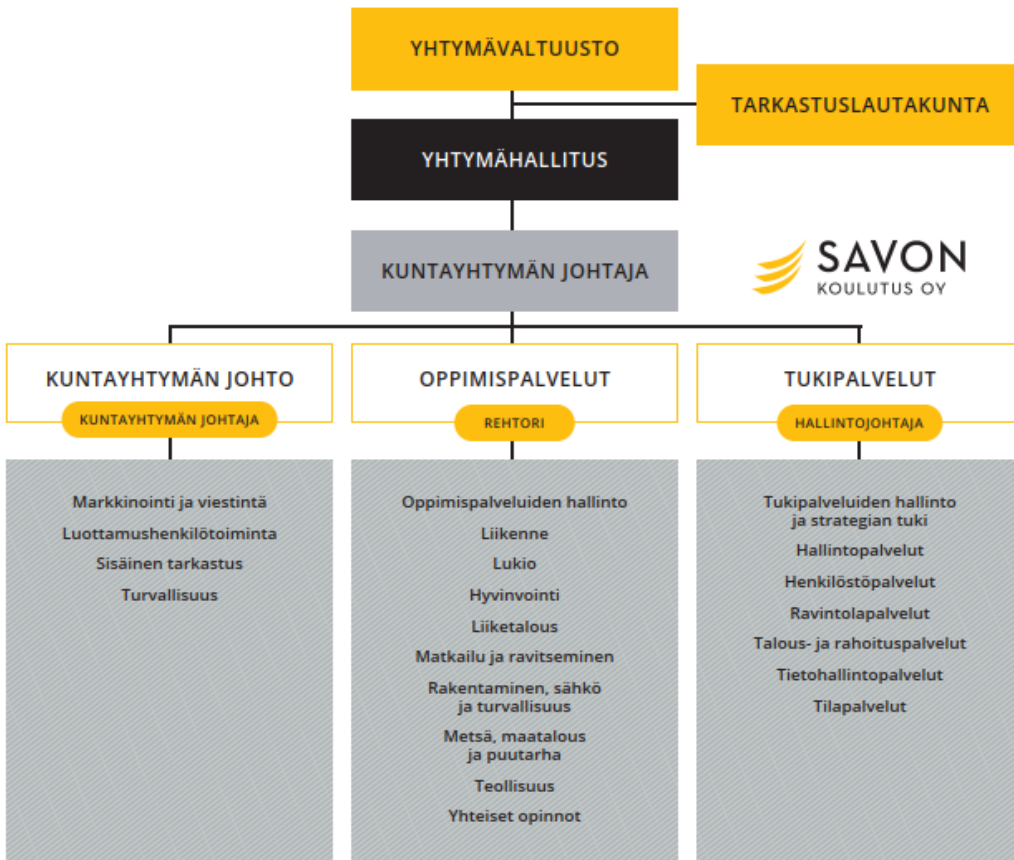 YHTYMÄVALTUUSTO
TARKASTUSLAUTAKUNTA
YHTYMÄHALLITUS
KUNTAYHTYMÄN JOHTAJA
SAVON
KOULUTUS OY
KUNTAYHTYMÄN JOHTO
KUNTAYHTYMÄN JOHTAJA
Markkinointi ja viestintä
Luottamushenkilötoiminta
Sisäinen tarkastus
Turvallisuus
OPPIMISPALVELUT
REHTORI
Oppimispalveluiden hallinto
Liikenne
Lukio
Hyvinvointi
Liiketalous
Matkailu ja ravitseminen
Rakentaminen, sähkö
ja turvallisuus
Metsä, maatalous
ja puutarha
Teollisuus
Yhteiset opinnot
TUKIPALVELUT
HALLINTOJOHTAJA
Tukipalveluiden hallinto
ja strategian tuki
Hallintopalvelut
Henkilöstöpalvelut
Ravintolapalvelut
Talous- ja rahoituspalvelut
Tietohallintopalvelut
Tilapalvelut